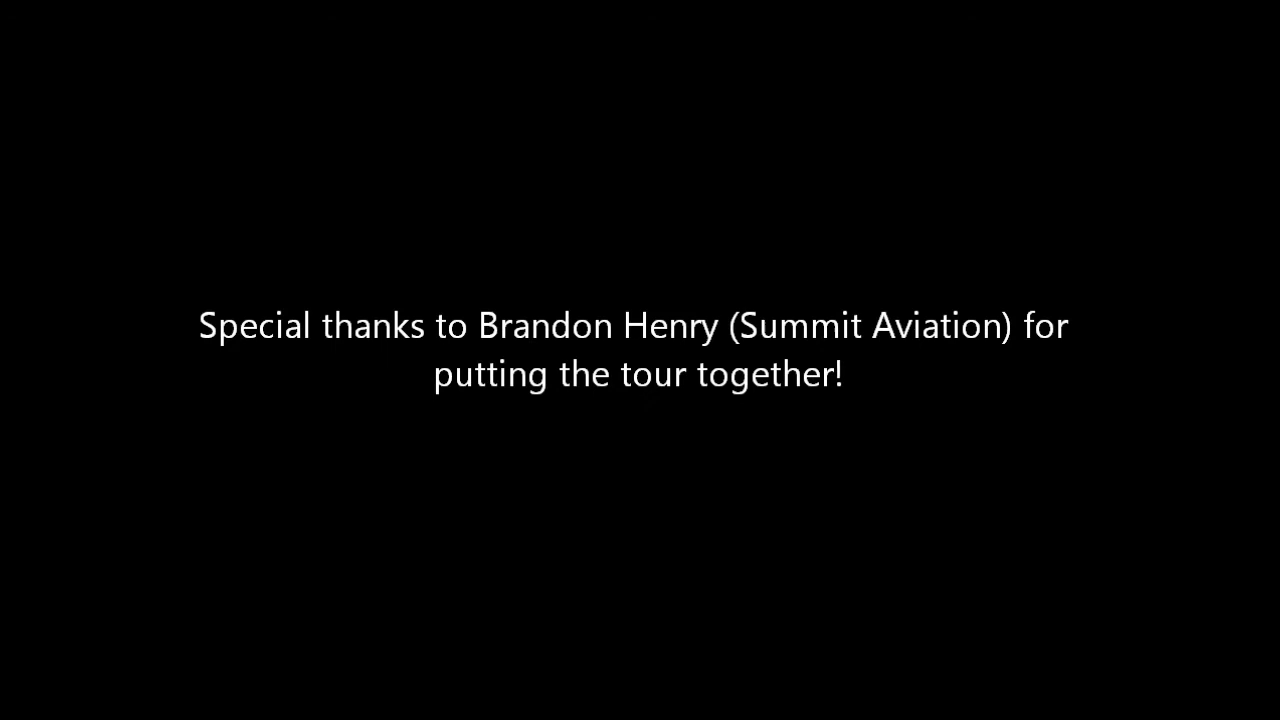 Special thanks to Brandon Henry (Summit Aviation) for
putting the tour together!